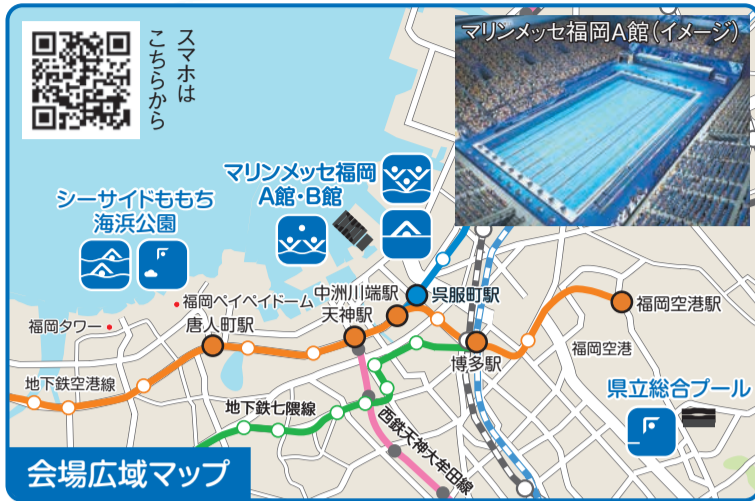 スマホは
こちらから
マリンメッセ福岡A館(イメージ)
マリンメッセ福岡
A館・B館
シーサイドももち
海浜公園
中洲川端駅
呉服町駅
天神駅
福岡ペイペイドーム
福岡タワー
唐人町駅
福岡空港駅
博多駅
福岡空港
地下鉄空港線
地下鉄七隈線
西鉄天神大牟田線
県立総合プール
会場広域マップ